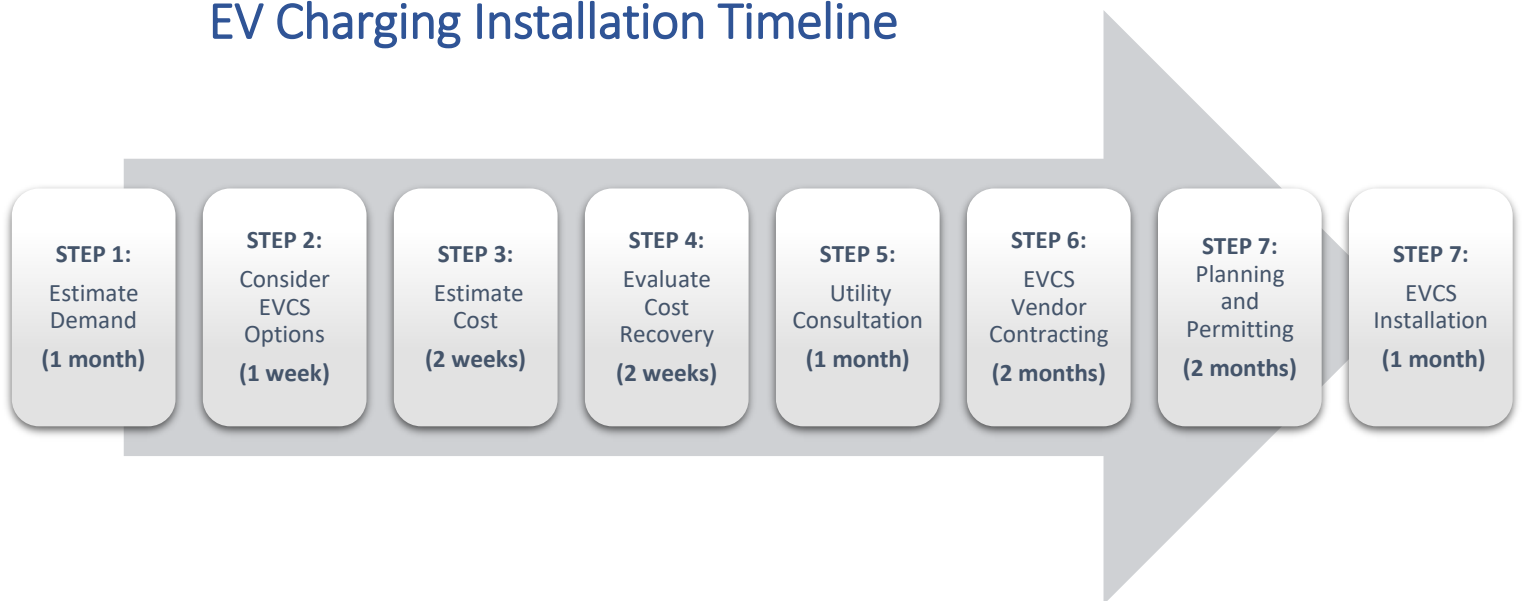 EV Charging Installation Timeline
STEP 1:
Estimate
Demand
(1 month)
STEP 2:
Consider
EVCS
Options
(1 week)
STEP 3:
Estimate
Cost
(2 weeks)
STEP 4:
Evaluate
Cost
Recovery
(2 weeks)
STEP 5:
Utility
Consultation
(1 month)
STEP 6:
EVCS
Vendor
Contracting
(2 months)
STEP 7:
Planning
and
Permitting
(2 months)
STEP 7:
EVCS
Installation
(1 month)